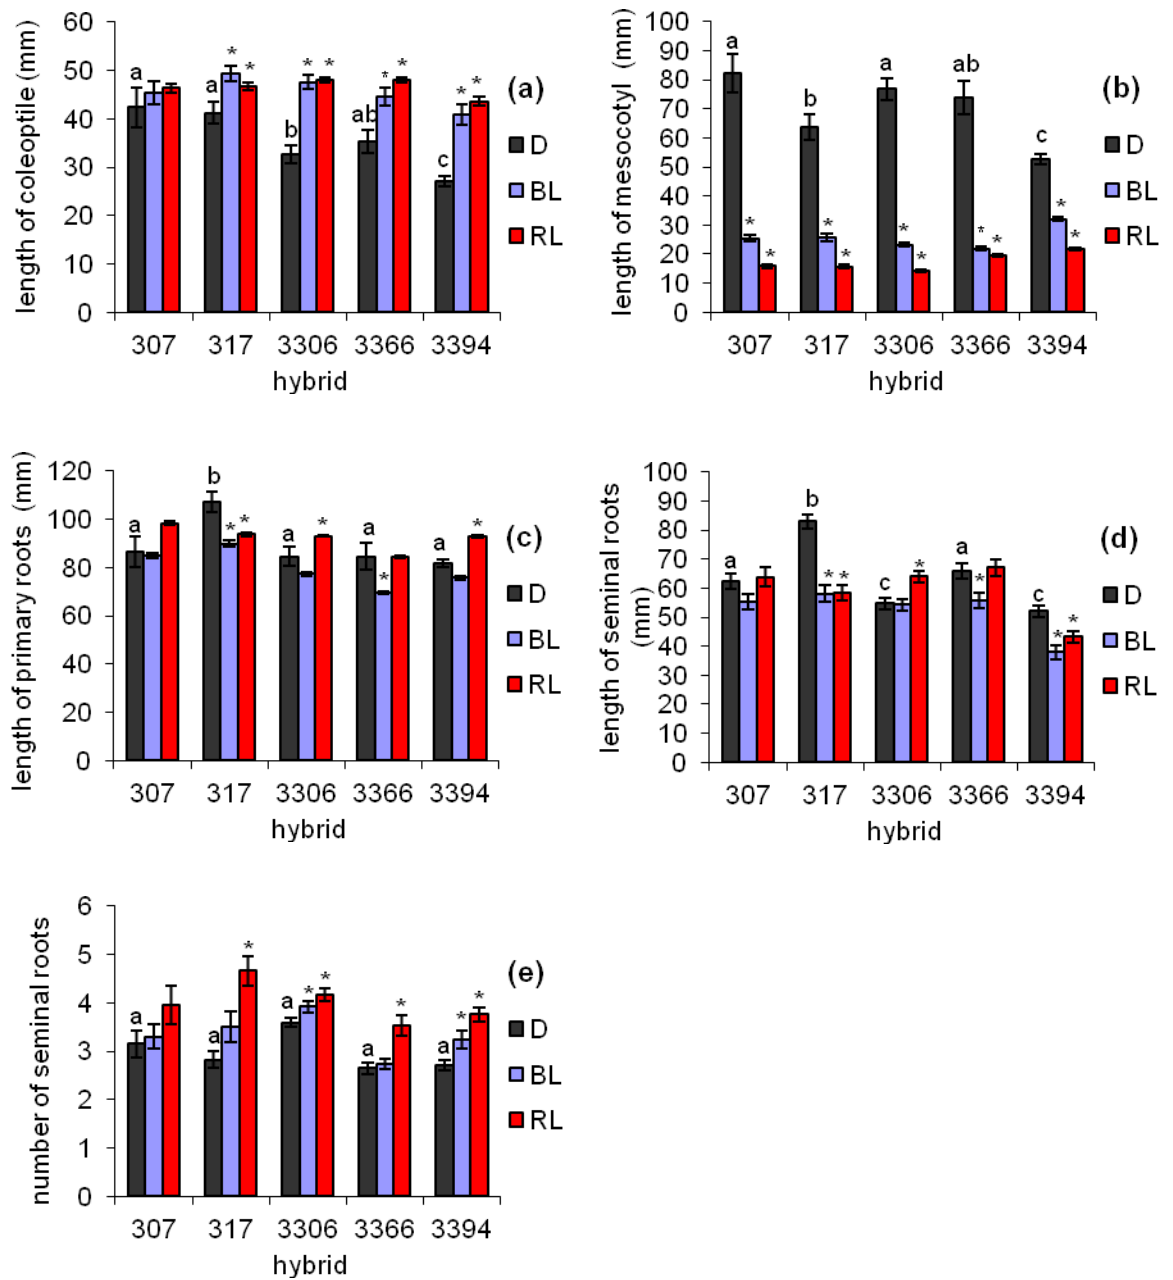 length of coleoptile (mm)
60
50
40
30
20
10
0
a
*
a
*
*
b
*
*
ab
*
*
c
*
*
307 317 3306 3366 3394
hybrid
(a)
D
BL
RL
length of mesocotyl (mm)
100
90
80
70
60
50
40
30
20
10
0
a
*
*
b
*
*
a
*
*
ab
*
*
c
*
*
307 317 3306 3366 3394
hybrid
(b)
D
BL
RL
length of primary roots (mm)
120
100
80
60
40
20
0
a
b
*
*
a
*
a
*
a
*
307 317 3306 3366 3394
hybrid
(c)
D
BL
RL
length of seminal roots
(mm)
100
90
80
70
60
50
40
30
20
10
0
a
b
*
*
c
*
a
*
c
*
*
307 317 3306 3366 3394
hybrid
(d)
D
BL
RL
number of seminal roots
6
5
4
3
2
1
0
a
a
*
a
*
*
a
*
a
*
*
307 317 3306 3366 3394
hybrid
(e)
D
BL
RL